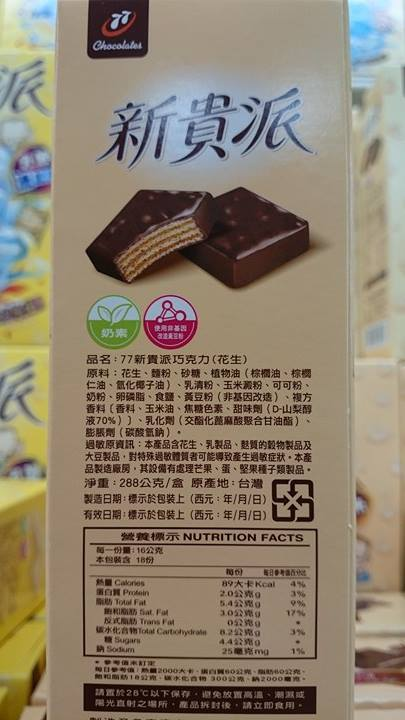 77
Chocolates
新貴派
奶素
使用非基因
改造黃豆粉
品名：77新貴派巧克力(花生)
原料：花生、麵粉、砂糖、植物油（棕櫚油、棕櫚
仁油、氫化椰子油）、乳清粉、玉米澱粉、可可粉、
奶粉、卵磷脂、食鹽、黃豆粉（非基因改造）、複方
香料〔香料、玉米油、焦糖色素、甜味劑（D-山梨醇
液70%）〕、乳化劑（交酯化蓖麻酸聚合甘油酯）、
膨脹劑（碳酸氫鈉）。
過敏原資訊：本產品含花生、乳製品、麩質的穀物製品及
大豆製品，對特殊過敏體質者可能導致產生過敏症狀。本產
品製造廠房，其設備有處理芒果、蛋、堅果種子類製品。
淨重：288公克/盒 原產地：台灣
製造日期：標示於包裝上（西元：年/月/日）
有效日期：標示於包裝上（西元：年/月/日）
營養標示 NUTRITION FACTS
每一份量：16公克
本包裝含 18份
每份 每日參考值百分比
熱量 Calories 89大卡Kcal 4%
蛋白質 Protein 2.0公克g 3%
脂肪 Total Fat 5.4公克g 9%
飽和脂肪 Sat. Fat 3.0公克g 17%
反式脂肪 Trans Fat 0公克g *
碳水化合物Total Carbohydrate 8.2公克g 3%
糖 Sugars 4.4公克g *
鈉 Sodium 25毫克mg 1%
* 參考值未訂定
每日參考值：熱量2000大卡、蛋白質60公克、脂肪60公克、
飽和脂肪18公克、碳水化合物 300公克、鈉2000毫克。
請置於28℃以下保存，避免放置高溫、潮濕或
陽光直射之場所，產品拆封後，請立即食用。